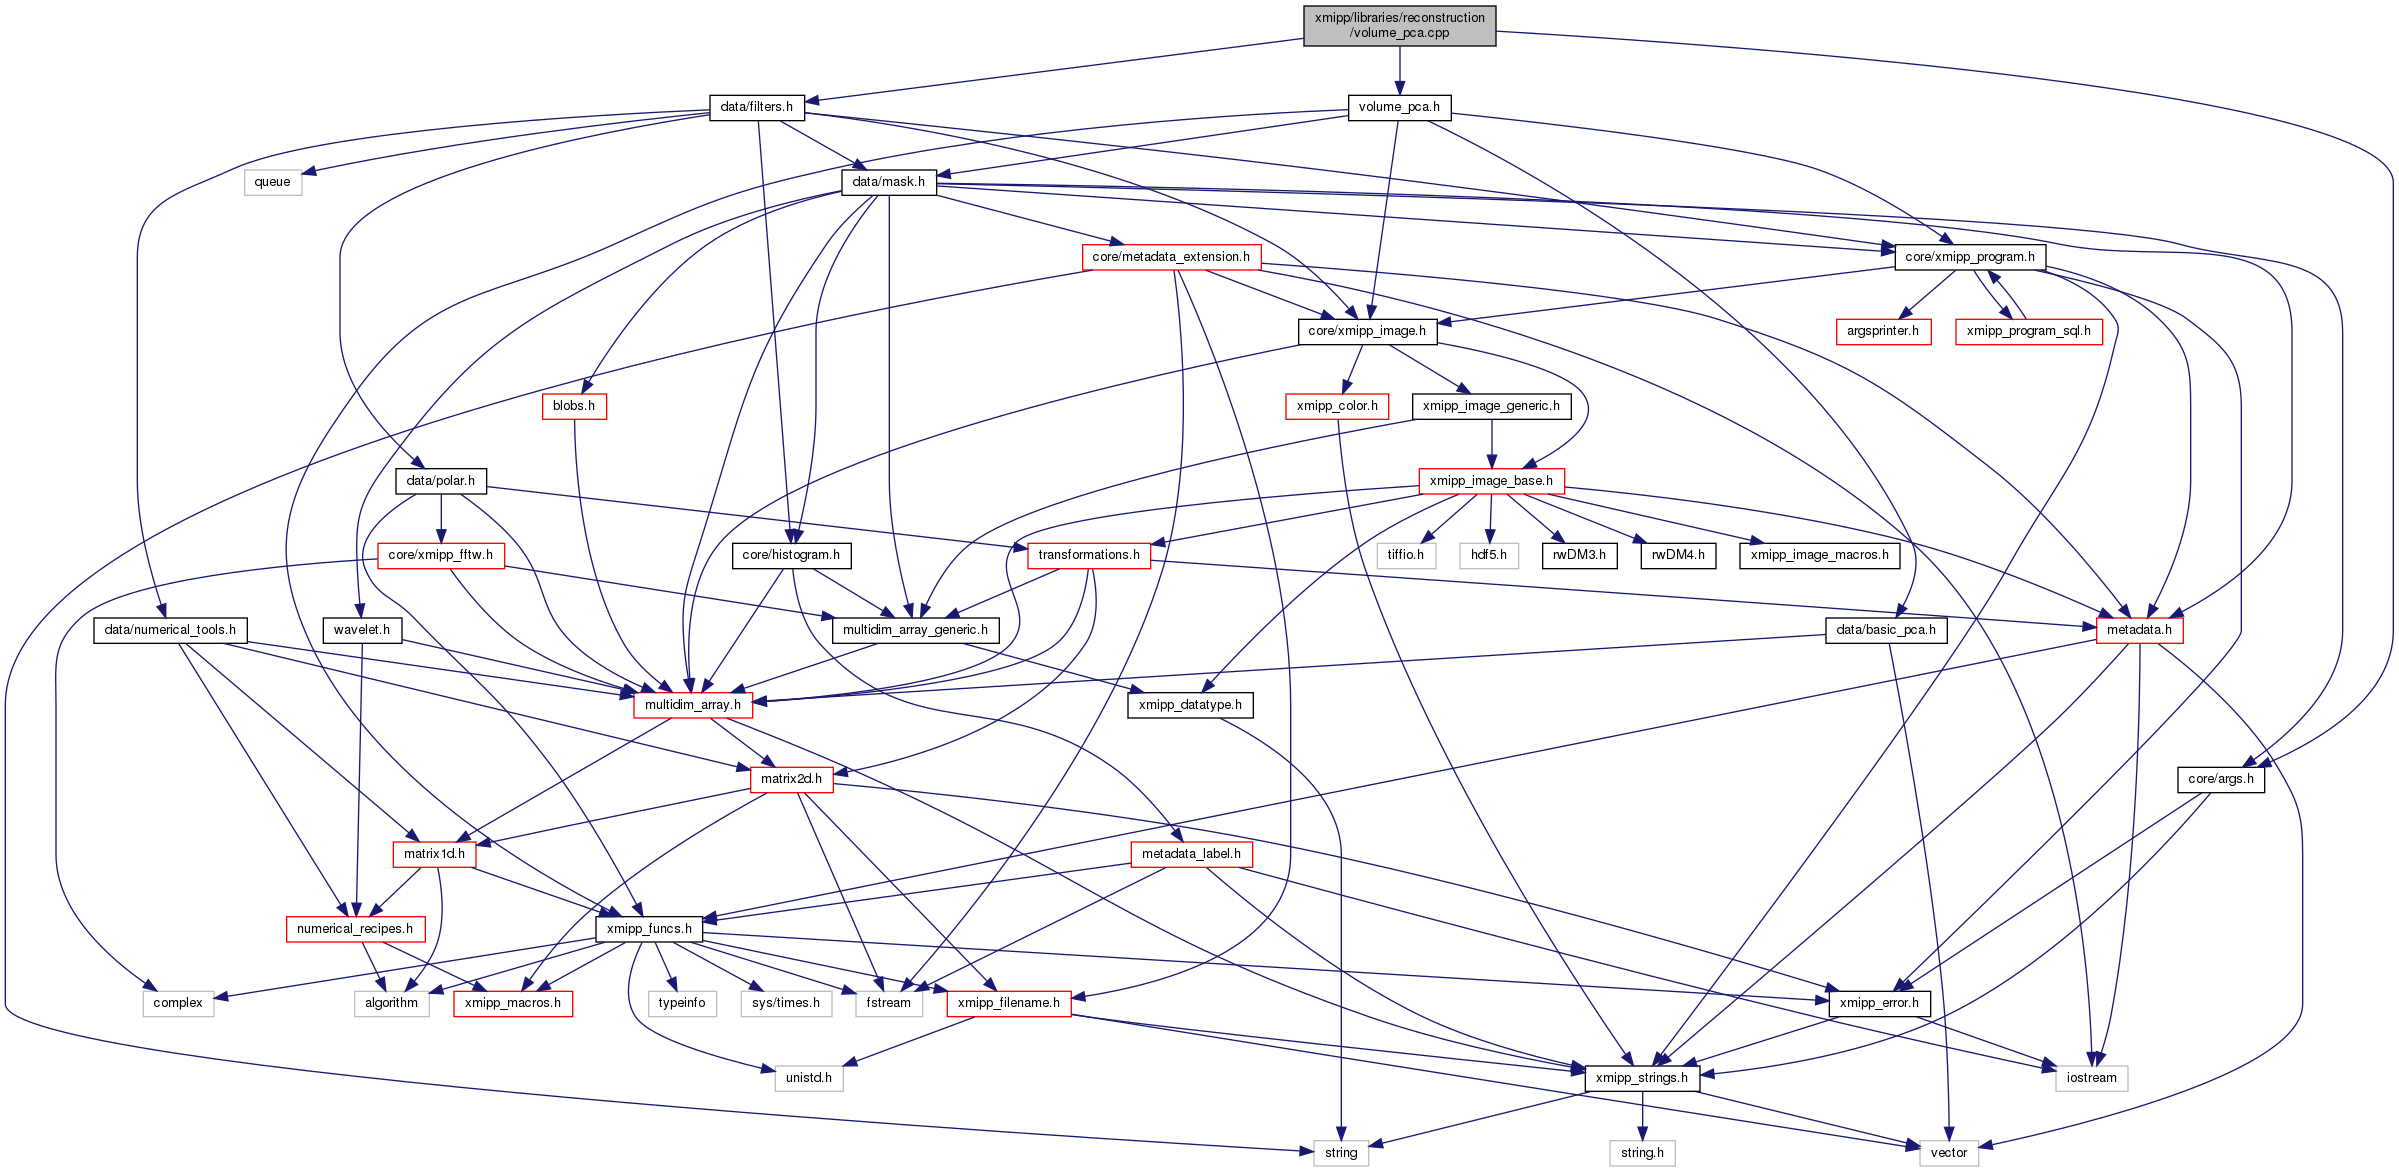 xmipp/libraries/reconstruction
/volume_pca.cpp
data/filters.h
volume_pca.h
queue
data/mask.h
core/metadata_extension.h
core/xmipp_program.h
core/xmipp_image.h
argsprinter.h
xmipp_program_sql.h
blobs.h
xmipp_color.h
xmipp_image_generic.h
data/polar.h
xmipp_image_base.h
core/xmipp_fftw.h
core/histogram.h
transformations.h
tiffio.h
hdf5.h
rwDM3.h
rwDM4.h
xmipp_image_macros.h
data/numerical_tools.h
wavelet.h
multidim_array_generic.h
data/basic_pca.h
metadata.h
multidim_array.h
xmipp_datatype.h
matrix2d.h
core/args.h
matrix1d.h
metadata_label.h
numerical_recipes.h
xmipp_funcs.h
complex
algorithm
xmipp_macros.h
typeinfo
sys/times.h
fstream
xmipp_filename.h
xmipp_error.h
unistd.h
xmipp_strings.h
iostream
string
string.h
vector